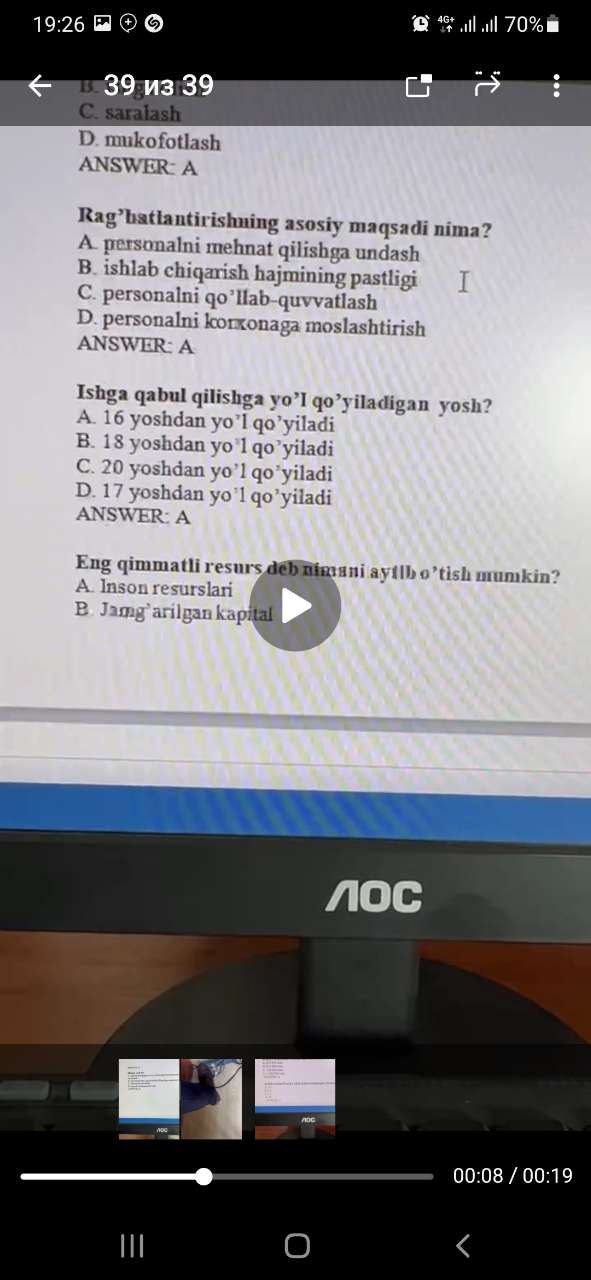 19:26
4G+
70%
39 из 39
B.
C. saralash
D. mukofotlash
ANSWER: A
Rag’batlantirishning asosiy maqsadi nima?
A. personalni mehnat qilishga undash
B. ishlab chiqarish hajmining pastligi
C. personalni qo’llab-quvvatlash
D. personalni korxonaga moslashtirish
ANSWER: A
Ishga qabul qilishga yo’l qo’yiladigan yosh?
A. 16 yoshdan yo’l qo’yiladi
B. 18 yoshdan yo’l qo’yiladi
C. 20 yoshdan yo’l qo’yiladi
D. 17 yoshdan yo’l qo’yiladi
ANSWER: A
Eng qimmatli resurs deb nimani aytib o’tish mumkin?
A. Inson resurslari
B. Jamg’arilgan kapital
AOC
AOC
AOC
00:08 / 00:19